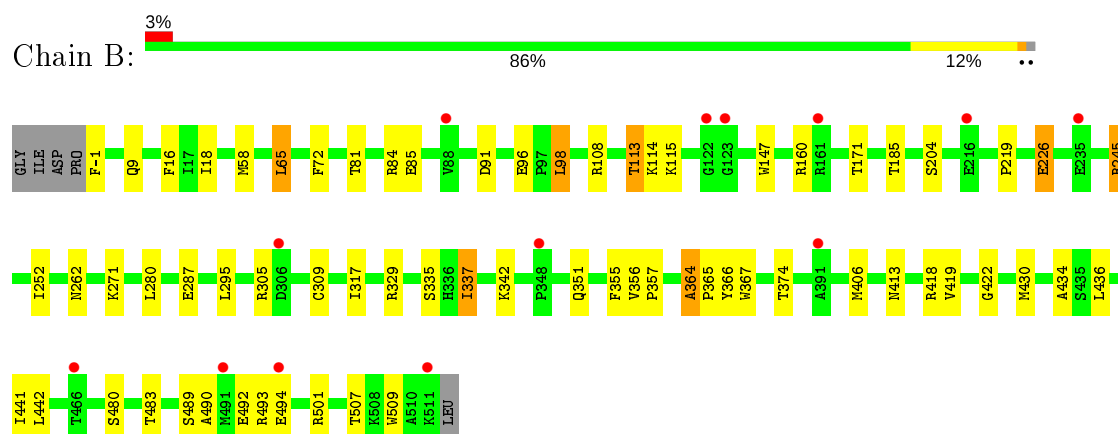 3%
Chain B:
86% 12% ••
GLY ILE ASP PRO F-1 Q9 F16 I17 I18 M58 L65 F72 T81 R84 E85 V88 D91 E96 P97 L98 R108 T113 K114 K115 G122 G123 W147 R160 R161 T171 T185 S204 E216 P219 E226 E235 R245
I252 N262 K271 L280 E287 L295 R305 D306 C309 I317 R329 S335 H336 I337 K342 P348 Q351 F355 V356 P357 A364 P365 Y366 W367 T374 A391 M406 N413 R418 V419 G422 M430 A434 S435 L436
I441 L442 T466 S480 T483 S489 A490 M491 E492 R493 E494 R501 T507 K508 W509 A510 K511 LEU